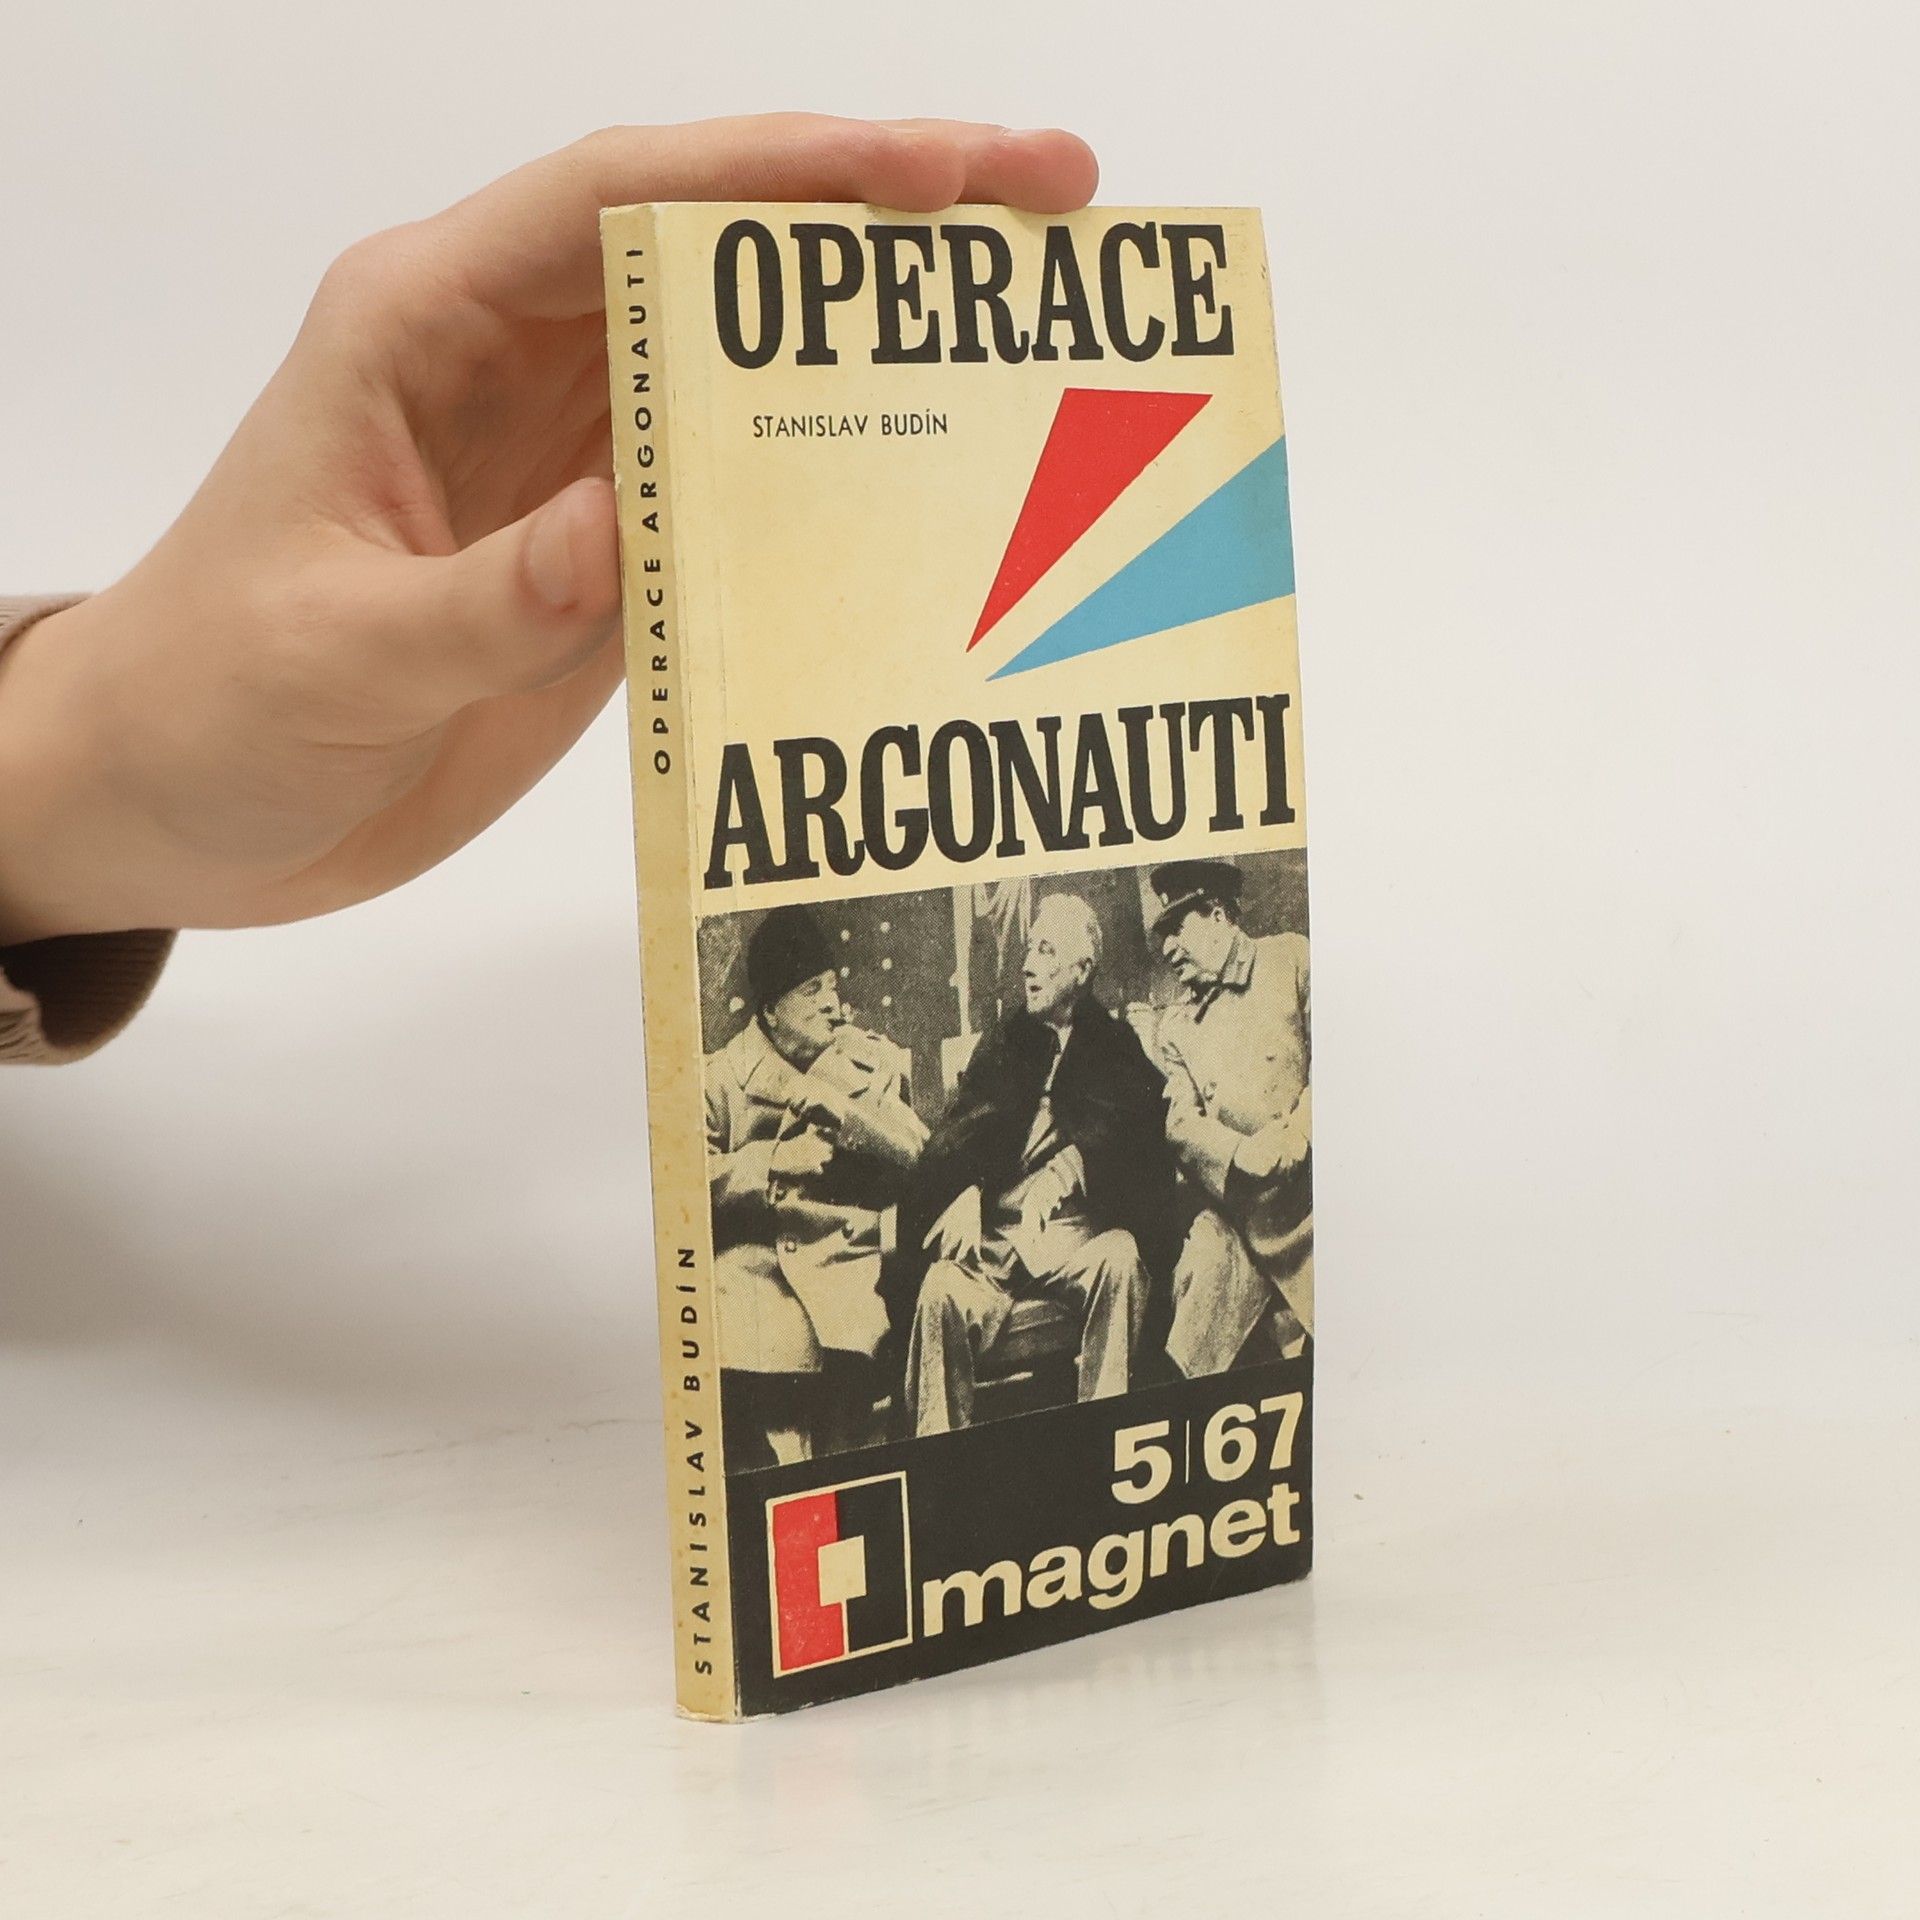 OPERACE
STANISLAV BUDÍN
ARGONAUTI
5|67
magnet
STANISLAV BUDÍN OPERACE ARGONAUTI